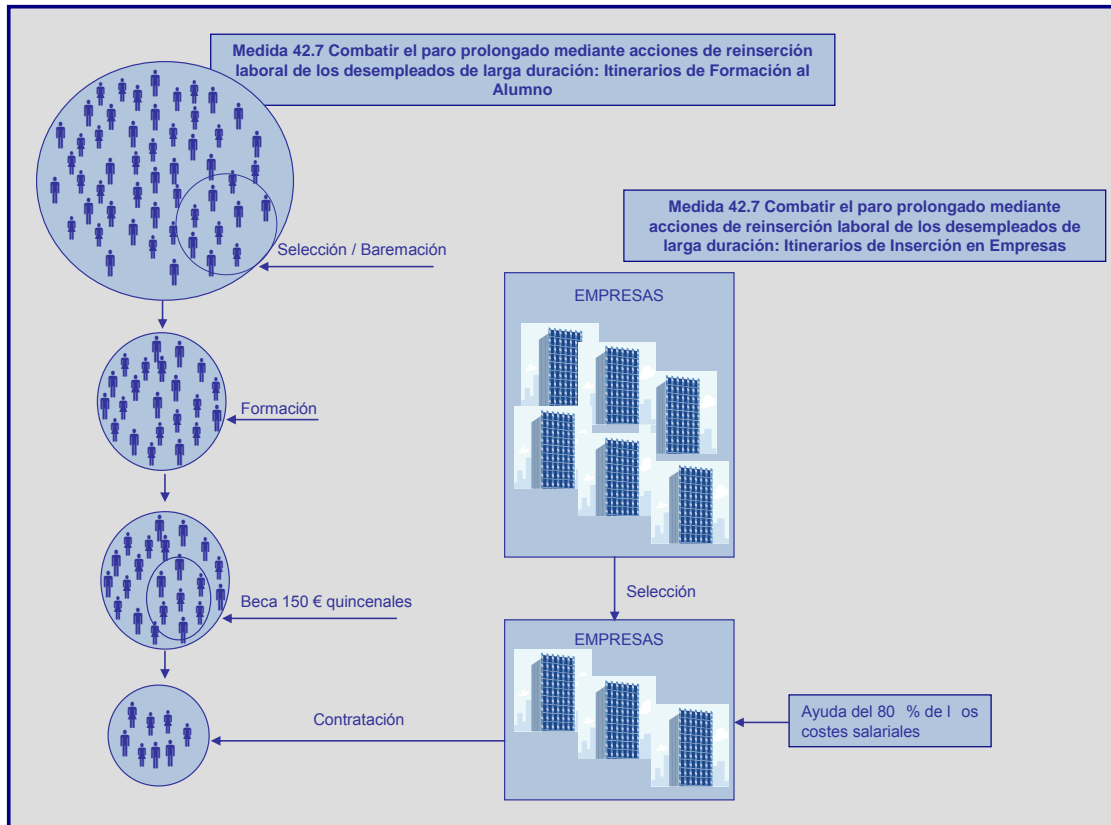 Medida 42.7 Combatir el paro prolongado mediante acciones de reinserción
laboral de los desempleados de larga duración: Itinerarios de Formación al
Alumno
Medida 42.7 Combatir el paro prolongado mediante
acciones de reinserción laboral de los desempleados de
larga duración: Itinerarios de Inserción en Empresas
Selección / Baremación
EMPRESAS
Formación
Selección
Beca 150 € quincenales
EMPRESAS
Contratación
Ayuda del 80 % de l os
costes salariales